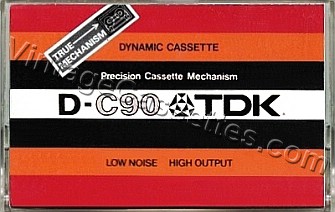 TRUE
MECHANISM
DYNAMIC CASSETTE
Precision Cassette Mechanism
D-C90 TDK
LOW NOISE HIGH OUTPUT
VintageCassettes.com